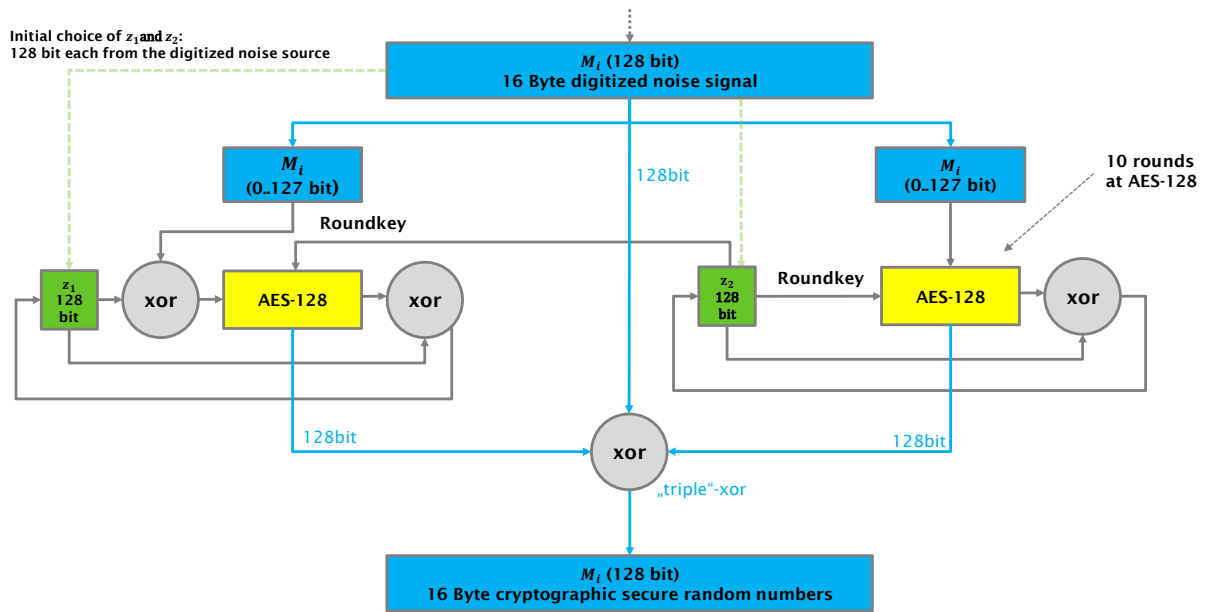 Initial choice of z₁and z₂:
128 bit each from the digitized noise source
Mᵢ (128 bit)
16 Byte digitized noise signal
Mᵢ
(0..127 bit)
128bit
Mᵢ
(0..127 bit)
10 rounds
at AES-128
Roundkey
z₁
128
bit
xor
AES-128
xor
z₂
128
bit
Roundkey
AES-128
xor
128bit
xor
128bit
„triple“-xor
Mᵢ (128 bit)
16 Byte cryptographic secure random numbers